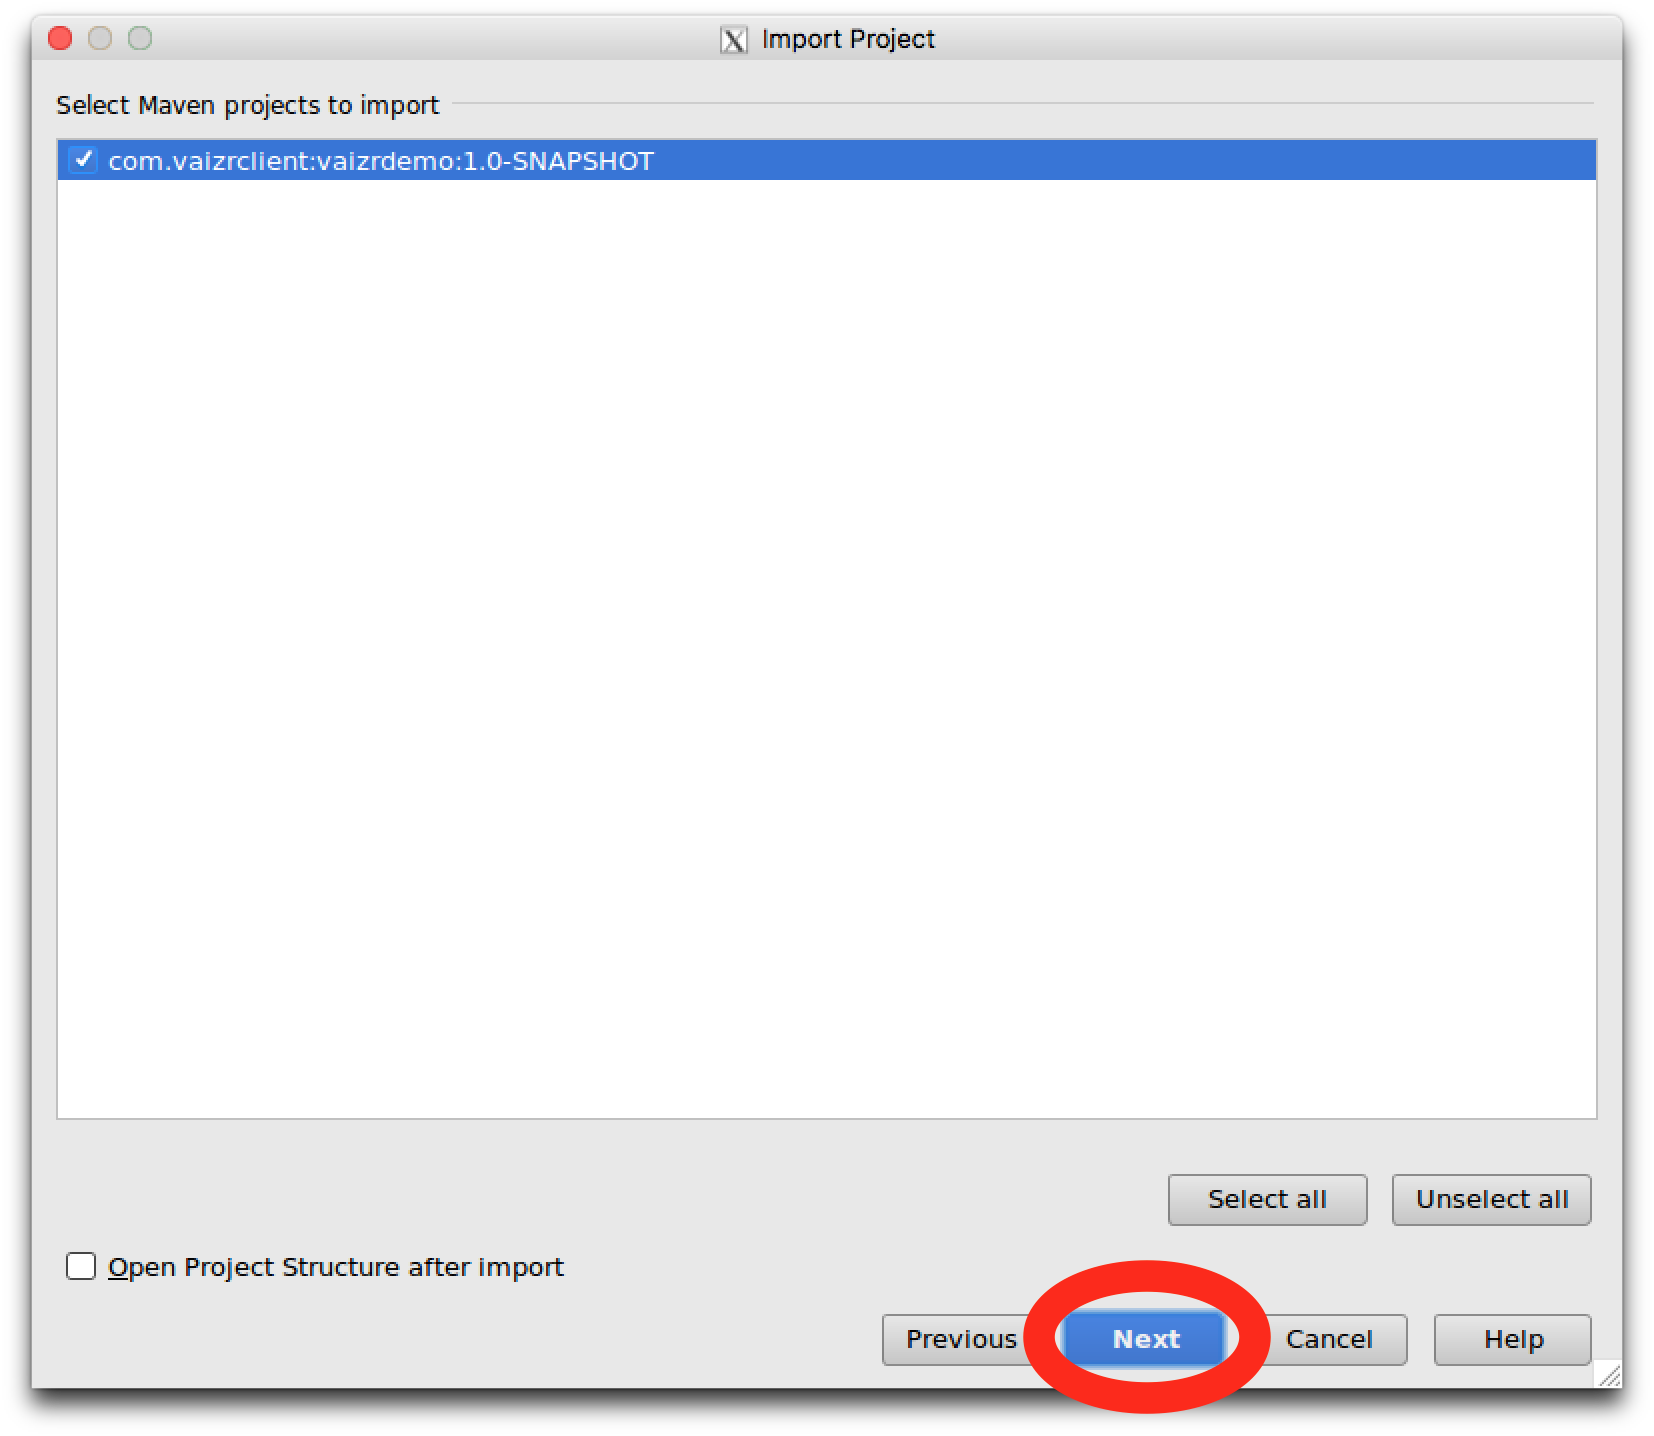 Import Project
Select Maven projects to import
com.vaizrclient:vaizrdemo:1.0-SNAPSHOT
Select all
Unselect all
Open Project Structure after import
Previous
Next
Cancel
Help